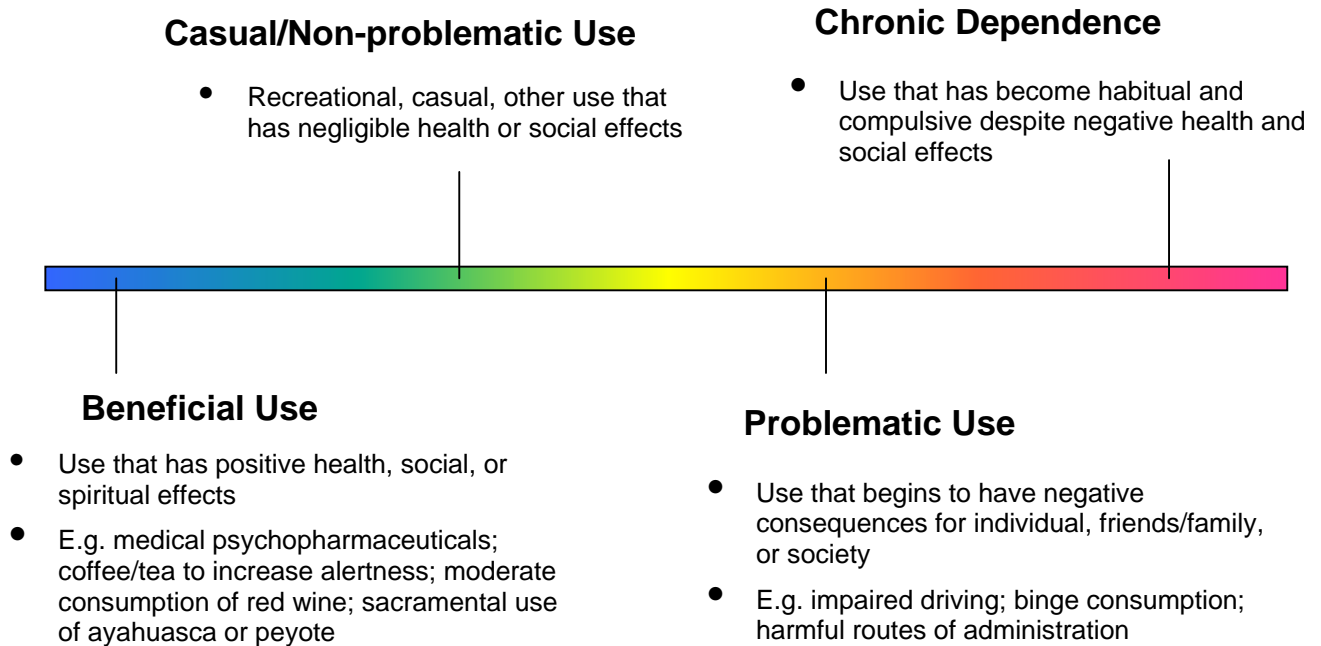 Casual/Non-problematic Use
• Recreational, casual, other use that
has negligible health or social effects
Chronic Dependence
• Use that has become habitual and
compulsive despite negative health and
social effects
Beneficial Use
• Use that has positive health, social, or
spiritual effects
• E.g. medical psychopharmaceuticals;
coffee/tea to increase alertness; moderate
consumption of red wine; sacramental use
of ayahuasca or peyote
Problematic Use
• Use that begins to have negative
consequences for individual, friends/family,
or society
• E.g. impaired driving; binge consumption;
harmful routes of administration